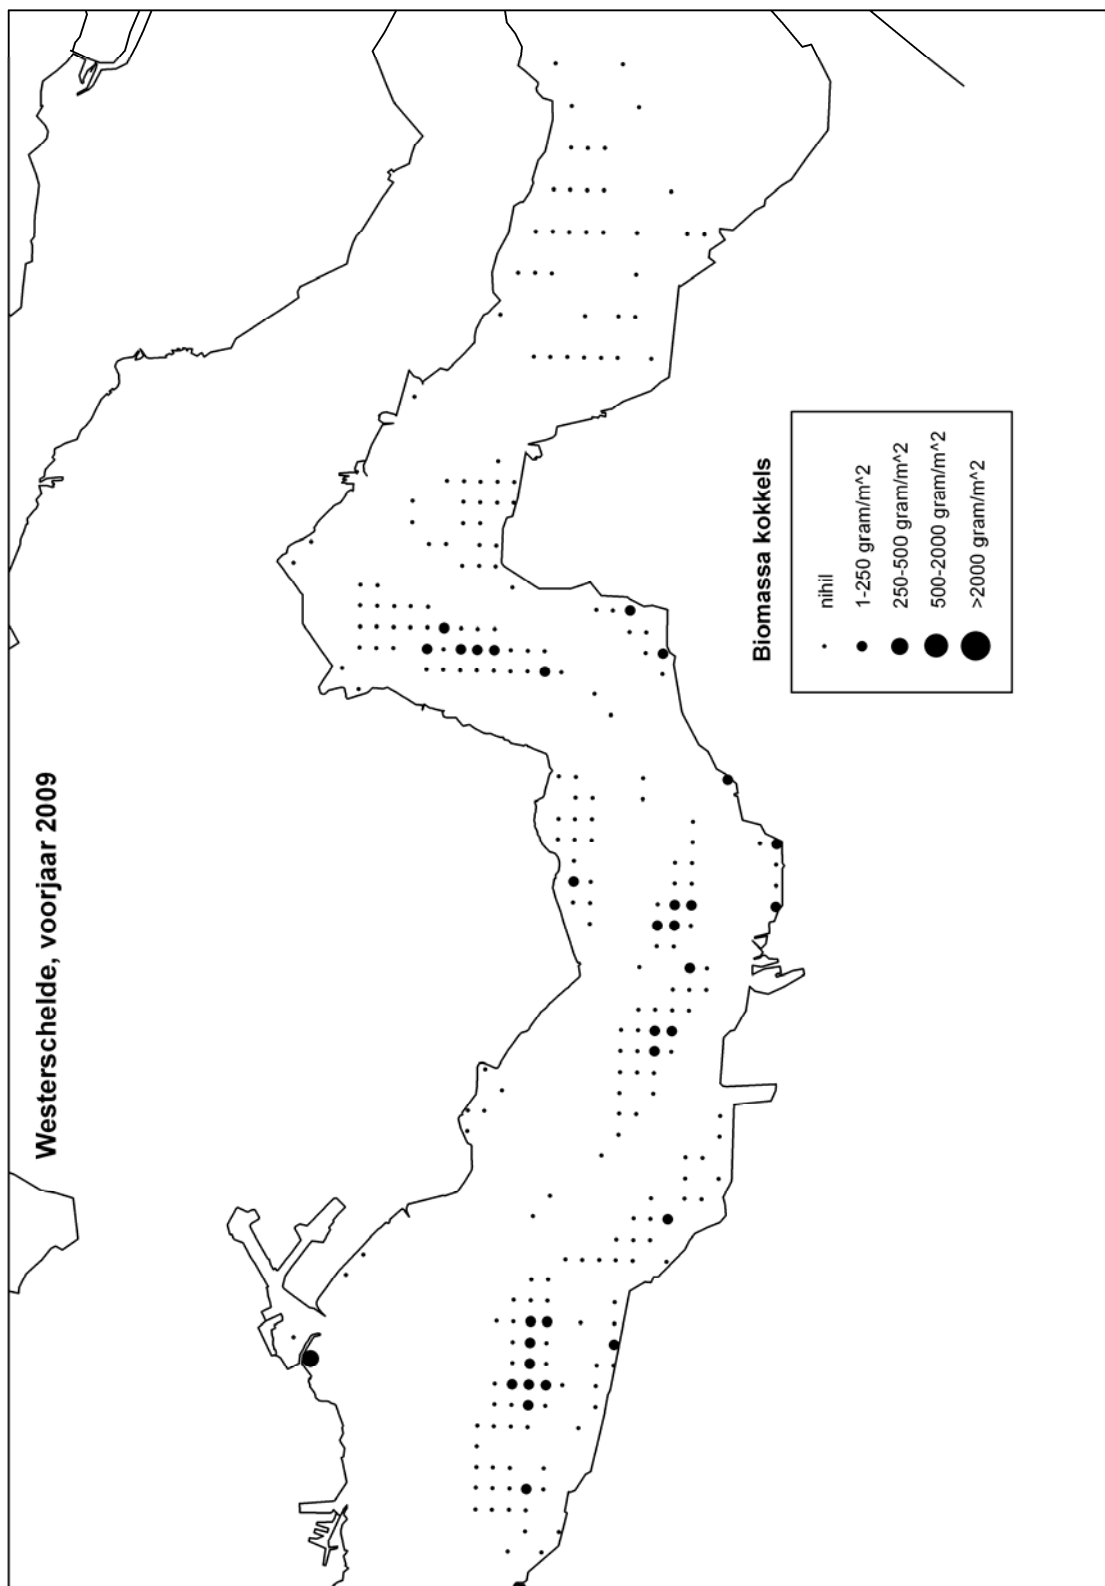 Westerschelde, voorjaar 2009
Biomassa kokkels
nihil
1-250 gram/m^2
250-500 gram/m^2
500-2000 gram/m^2
>2000 gram/m^2